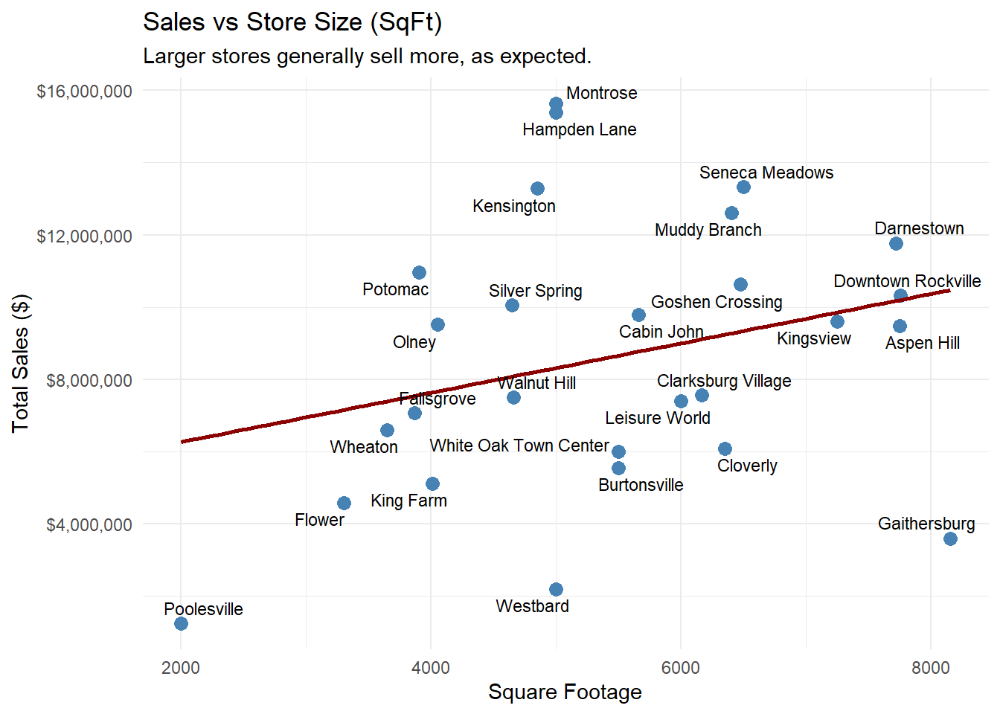 Sales vs Store Size (SqFt)
Larger stores generally sell more, as expected.
$16,000,000
Montrose
Hampden Lane
Seneca Meadows
Kensington
Muddy Branch
Darnestown
$12,000,000
Potomac
Silver Spring
Downtown Rockville
Goshen Crossing
Olney
Cabin John
Kingsview
Aspen Hill
Total Sales ($)
$8,000,000
Walnut Hill
Clarksburg Village
Fallsgrove
Leisure World
Wheaton
White Oak Town Center
Cloverly
Burtonsville
King Farm
Flower
$4,000,000
Gaithersburg
Westbard
Poolesville
2000
4000
6000
8000
Square Footage